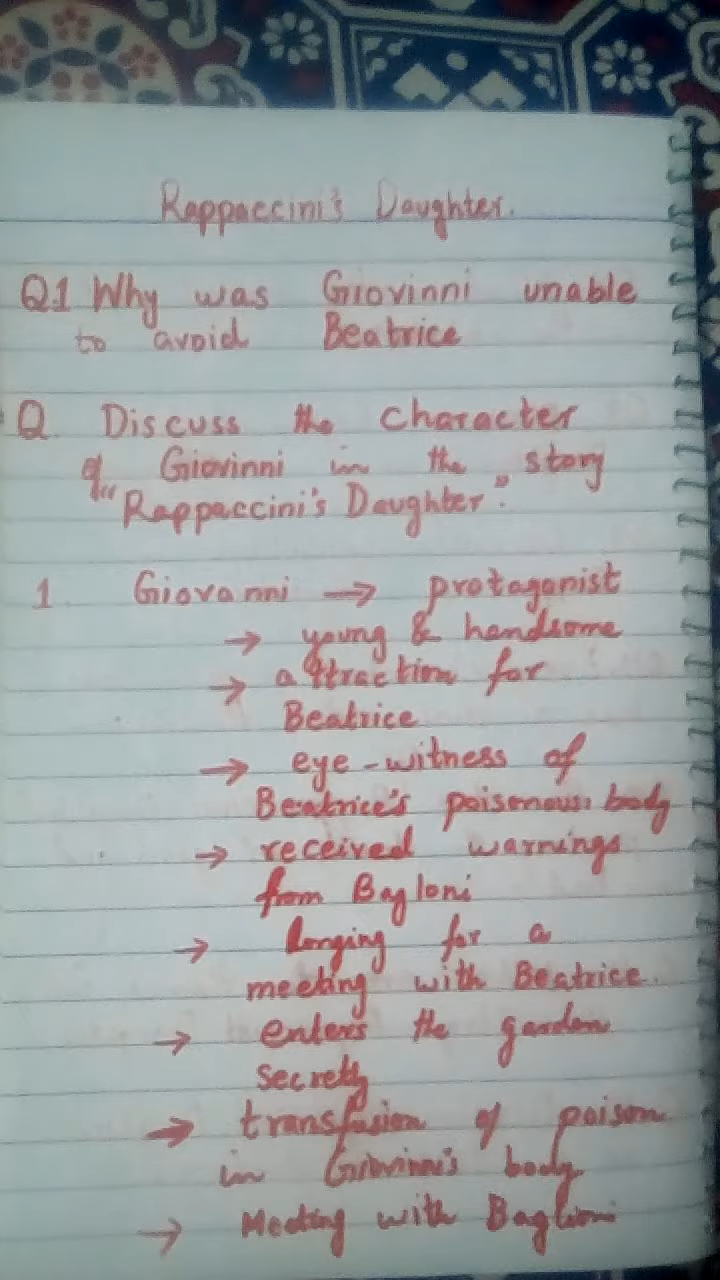 Rappaccini's Daughter.
Q1 Why was Giovinni unable
to avoid Beatrice
Q Discuss the character
of Giovinni in the story
"Rappaccini's Daughter".
1 Giovanni → protagonist
→ young & handsome
→ attraction for
Beatrice
→ eye-witness of
Beatrice's poisonous body
→ received warnings
from Bagloni
→ longing for a
meeting with Beatrice.
→ enters the garden
secretly
→ transfusion of poison
in Giovinni's body
→ Meeting with Baglioni